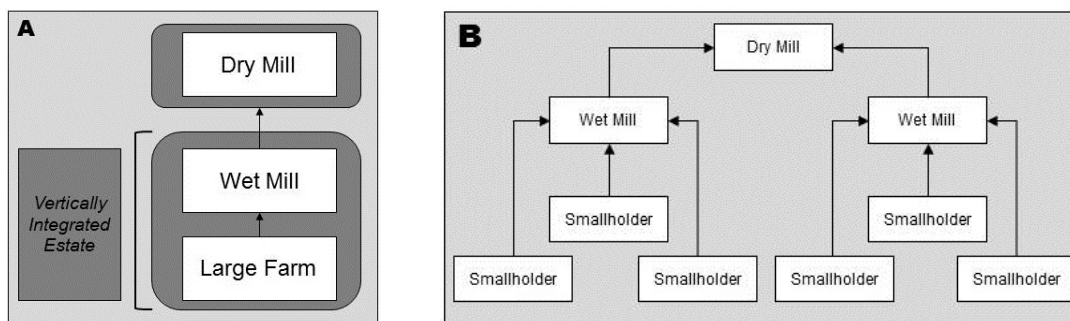 A
Dry Mill
Wet Mill
Vertically
Integrated
Estate
Large Farm
B
Dry Mill
Wet Mill
Wet Mill
Smallholder
Smallholder
Smallholder
Smallholder
Smallholder
Smallholder